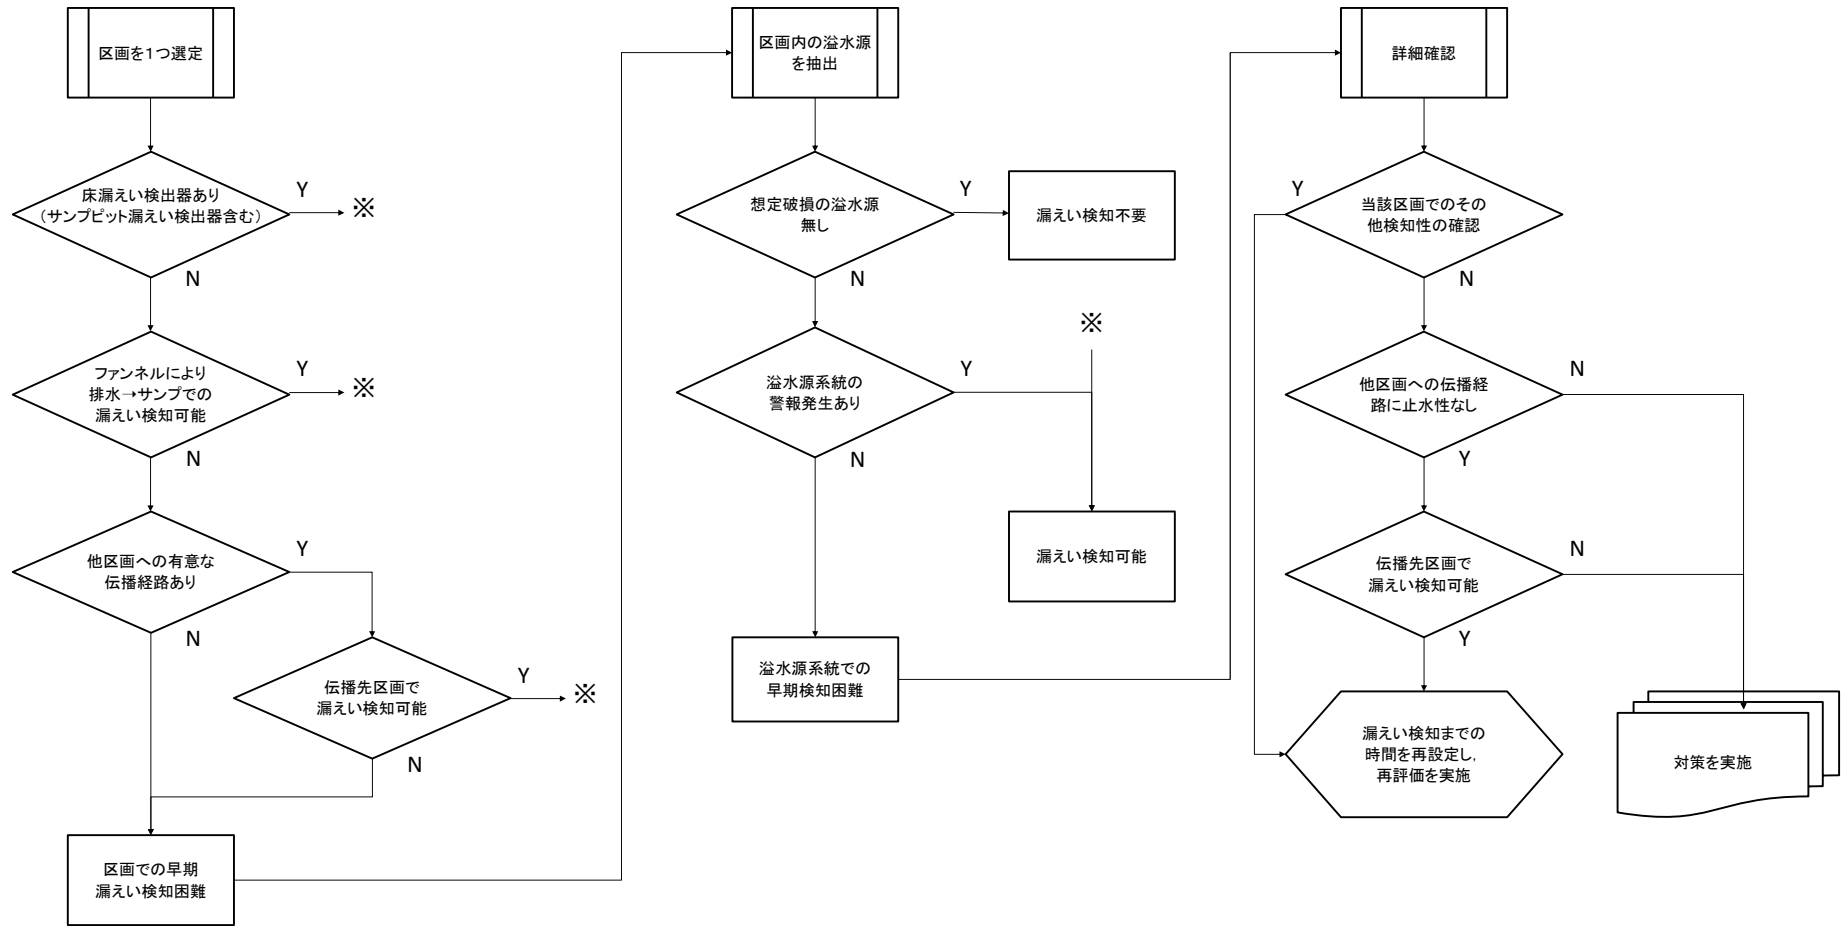 区画を1つ選定
床漏えい検出器あり
(サンプピット漏えい検出器含む)
Y
※
N
ファンネルにより
排水→サンプでの
漏えい検知可能
Y
※
N
他区画への有意な
伝播経路あり
Y
N
伝播先区画で
漏えい検知可能
Y
※
N
区画での早期
漏えい検知困難
区画内の溢水源
を抽出
想定破損の溢水源
無し
Y
漏えい検知不要
N
※
溢水源系統の
警報発生あり
Y
N
漏えい検知可能
溢水源系統での
早期検知困難
詳細確認
当該区画でのその
他検知性の確認
Y
N
他区画への伝播経
路に止水性なし
N
Y
伝播先区画で
漏えい検知可能
N
Y
漏えい検知までの
時間を再設定し,
再評価を実施
対策を実施